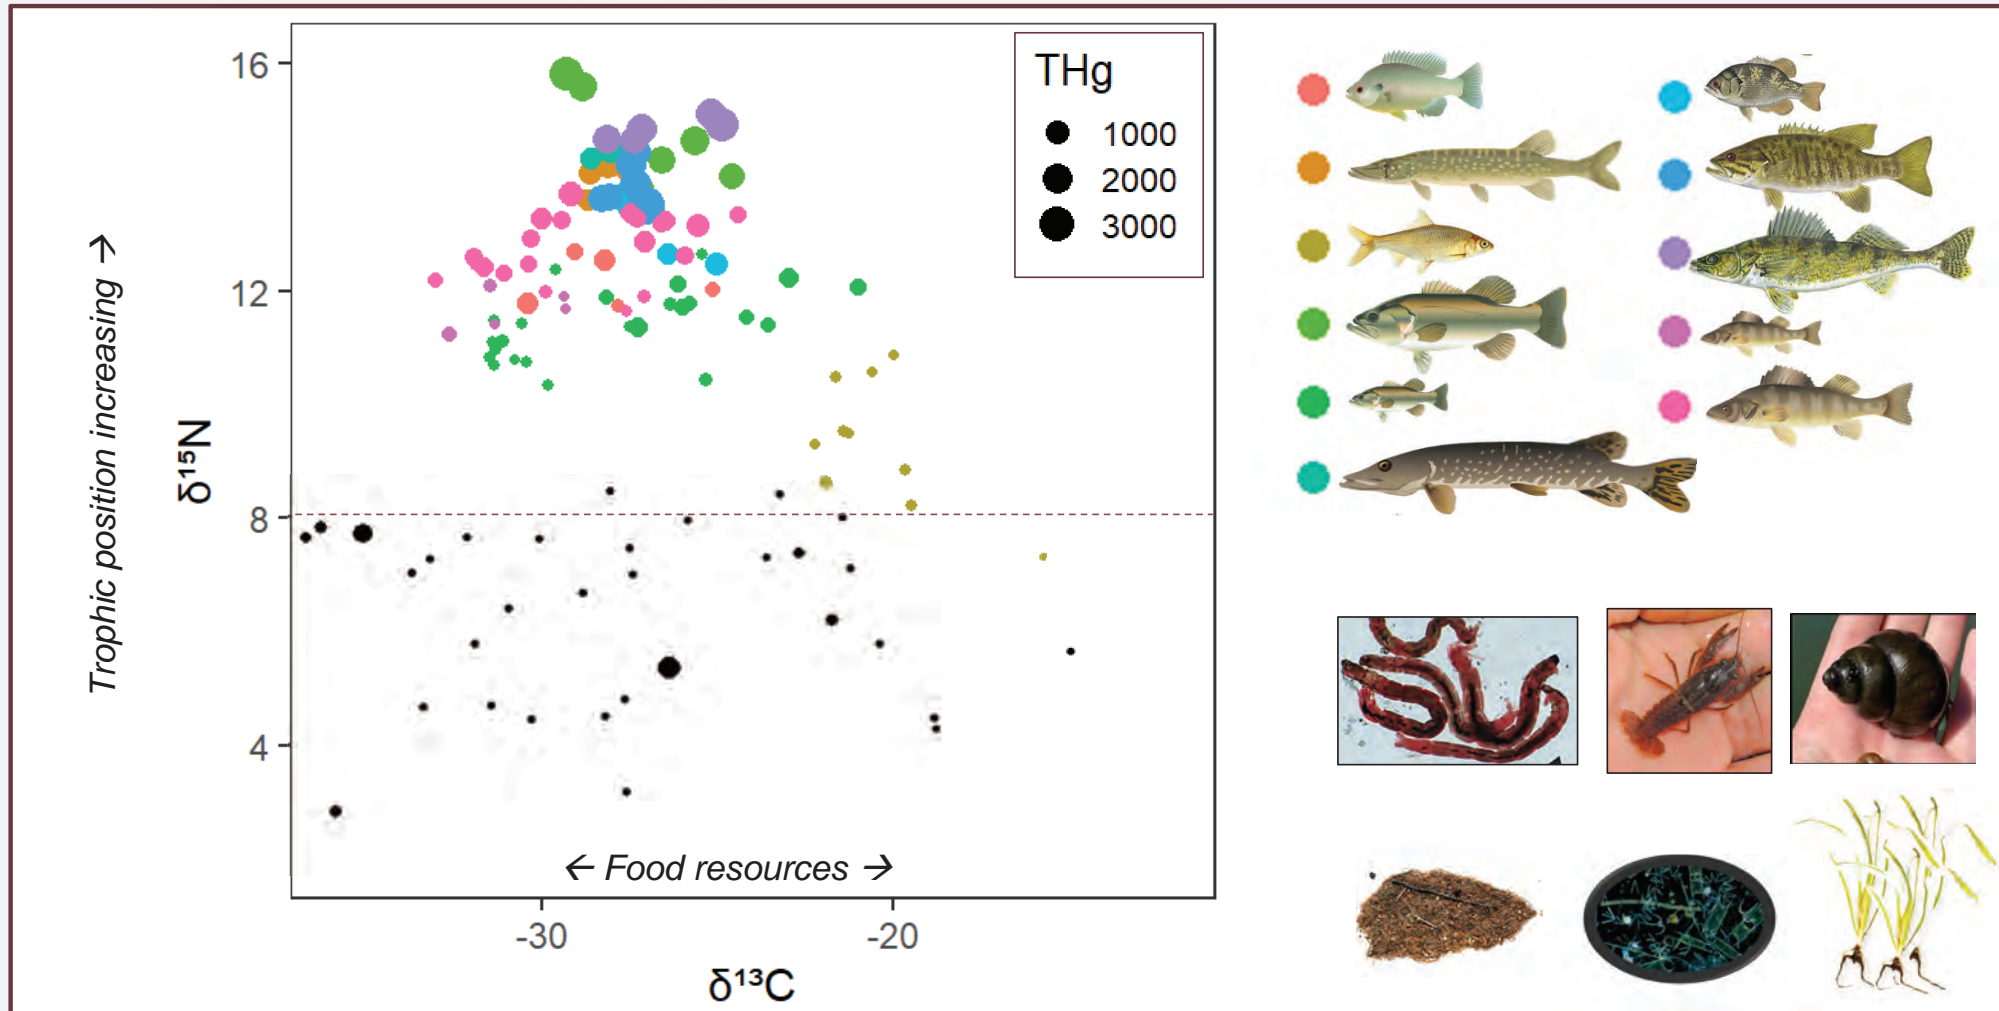 THg
1000
2000
3000
16
12
8
4
Trophic position increasing →
δ¹⁵N
← Food resources →
-30
-20
δ¹³C